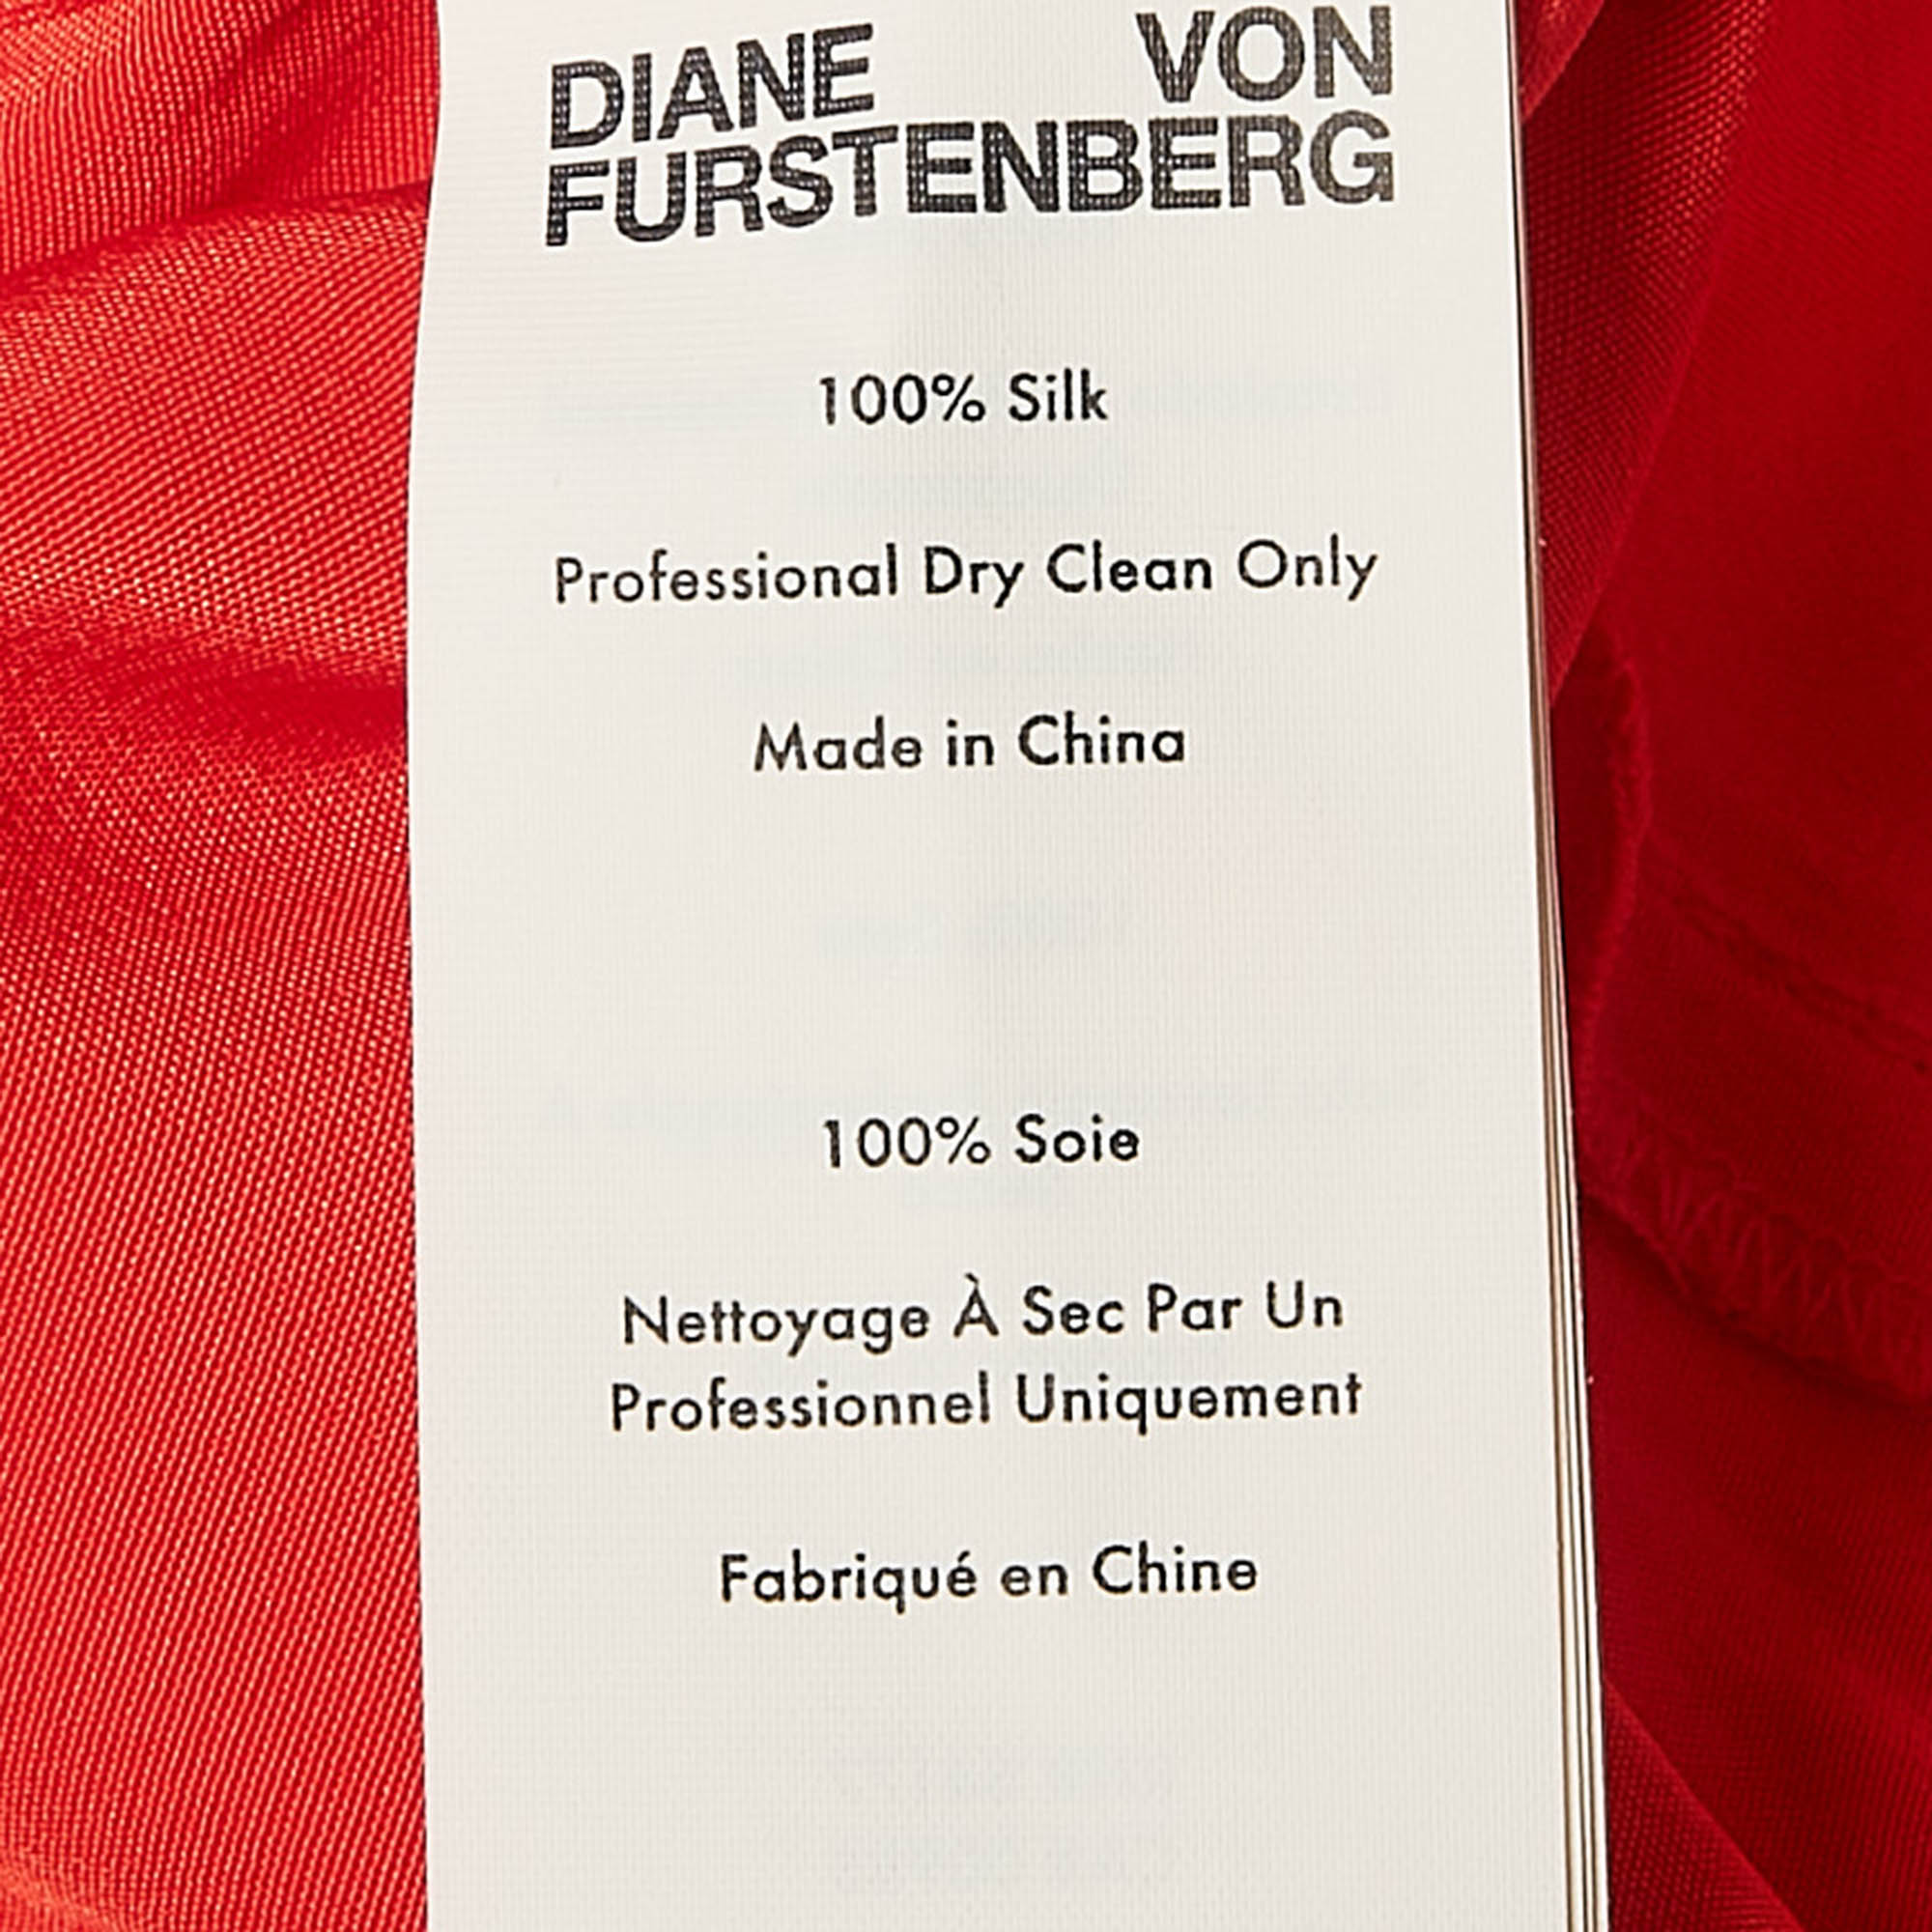 DIANE VON
FURSTENBERG
100% Silk
Professional Dry Clean Only
Made in China
100% Soie
Nettoyage À Sec Par Un
Professionnel Uniquement
Fabriqué en Chine